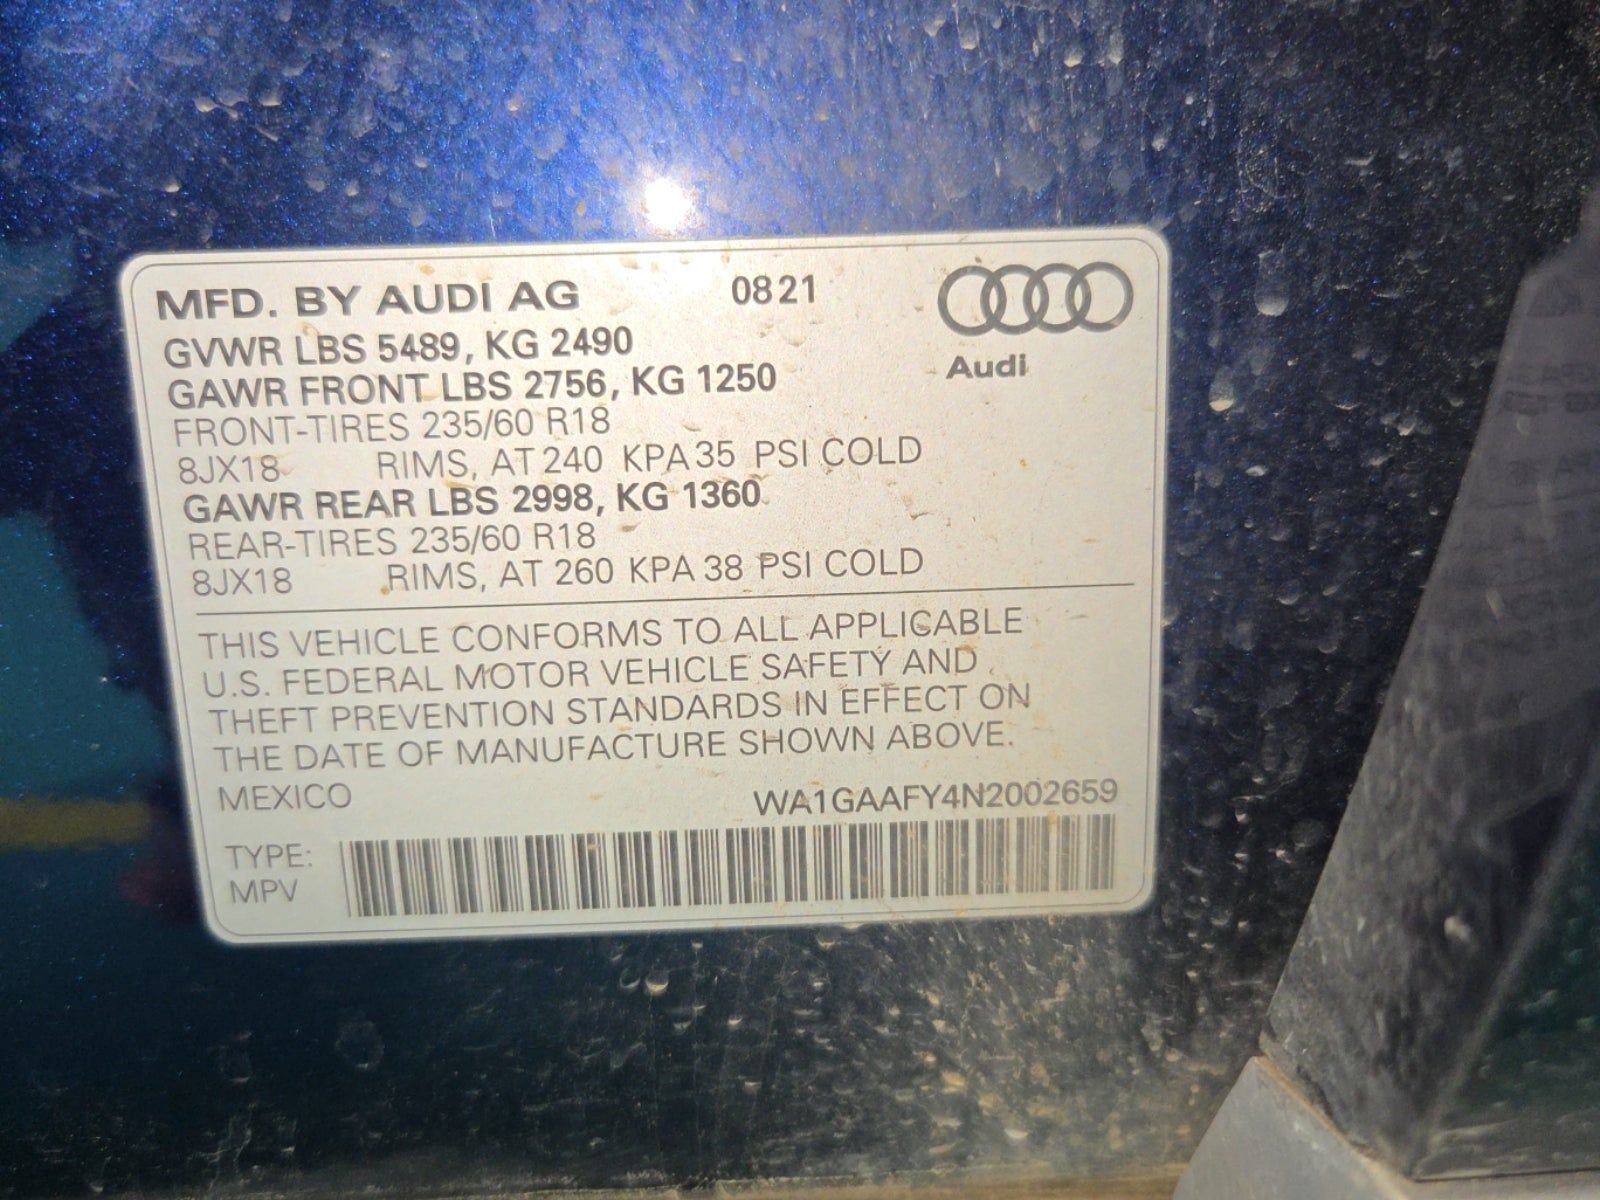 MFD. BY AUDI AG 0821
GVWR LBS 5489, KG 2490
GAWR FRONT LBS 2756, KG 1250
Audi
FRONT-TIRES 235/60 R18
8JX18 RIMS, AT 240 KPA 35 PSI COLD
GAWR REAR LBS 2998, KG 1360
REAR-TIRES 235/60 R18
8JX18 RIMS, AT 260 KPA 38 PSI COLD
THIS VEHICLE CONFORMS TO ALL APPLICABLE
U.S. FEDERAL MOTOR VEHICLE SAFETY AND
THEFT PREVENTION STANDARDS IN EFFECT ON
THE DATE OF MANUFACTURE SHOWN ABOVE.
MEXICO WA1GAAFY4N2002659
TYPE:
MPV